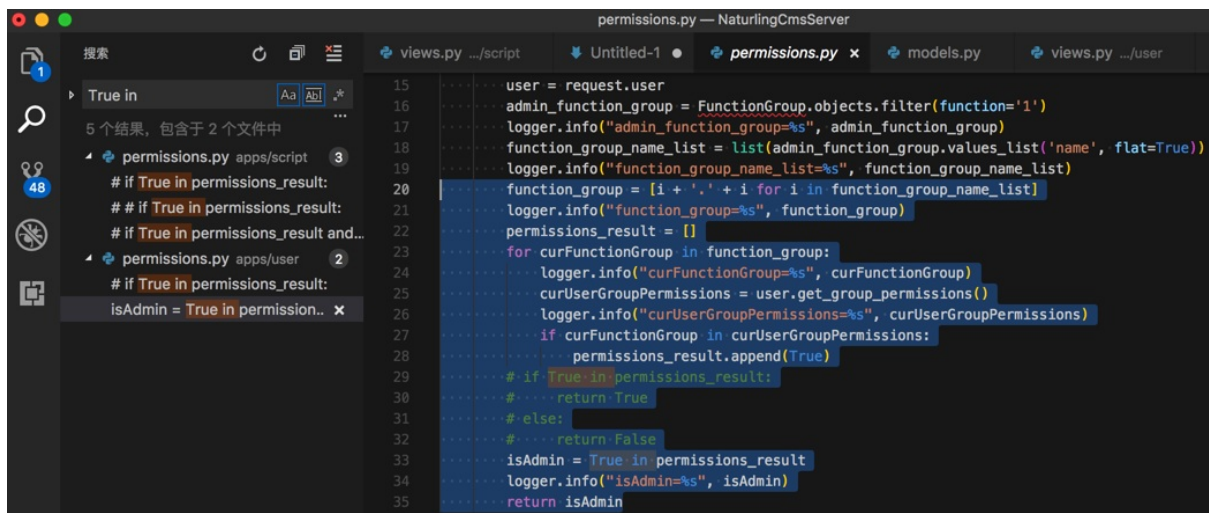 permissions.py — NaturlingCmsServer
搜索
views.py .../script
Untitled-1
permissions.py
models.py
views.py .../user
1
48
True in
Aa Abl .*
5 个结果，包含于 2 个文件中
...
permissions.py apps/script 3
# if True in permissions_result:
# # if True in permissions_result:
# if True in permissions_result and...
permissions.py apps/user 2
# if True in permissions_result:
isAdmin = True in permission..
15 user = request.user
16 admin_function_group = FunctionGroup.objects.filter(function='1')
17 logger.info("admin_function_group=%s", admin_function_group)
18 function_group_name_list = list(admin_function_group.values_list('name', flat=True))
19 logger.info("function_group_name_list=%s", function_group_name_list)
20 function_group = [i + '.' + i for i in function_group_name_list]
21 logger.info("function_group=%s", function_group)
22 permissions_result = []
23 for curFunctionGroup in function_group:
24 logger.info("curFunctionGroup=%s", curFunctionGroup)
25 curUserGroupPermissions = user.get_group_permissions()
26 logger.info("curUserGroupPermissions=%s", curUserGroupPermissions)
27 if curFunctionGroup in curUserGroupPermissions:
28 permissions_result.append(True)
29 # if True in permissions_result:
30 # return True
31 # else:
32 # return False
33 isAdmin = True in permissions_result
34 logger.info("isAdmin=%s", isAdmin)
35 return isAdmin